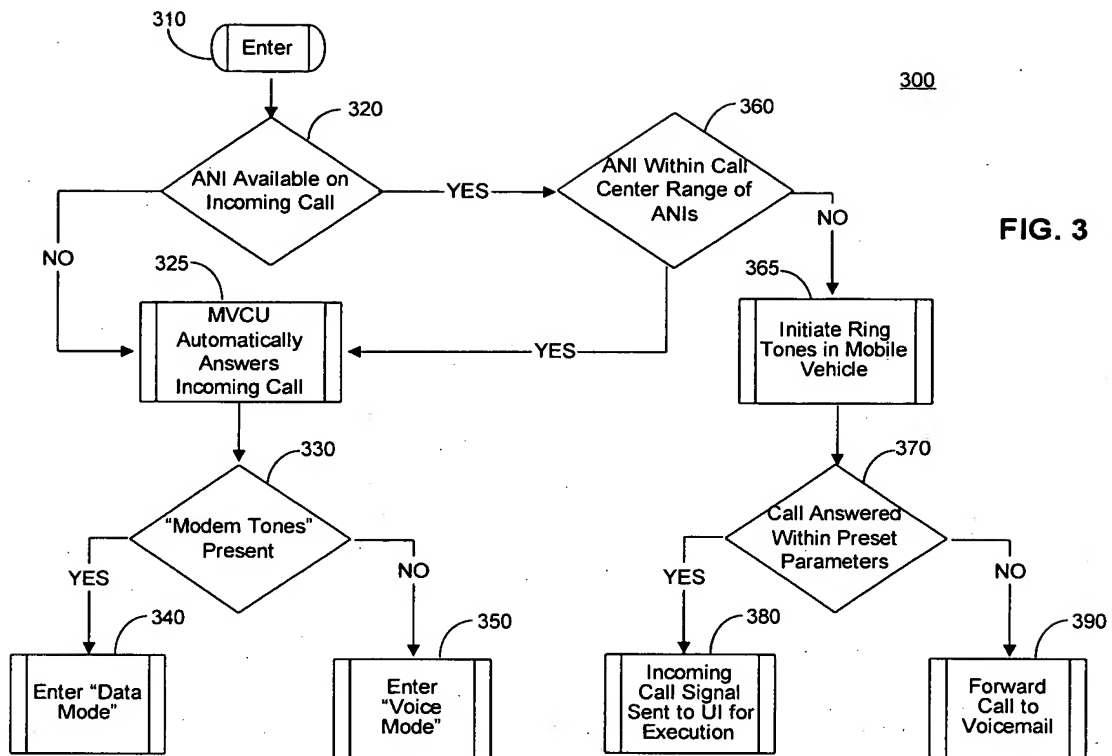 310
Enter
300
320
360
ANI Available on
Incoming Call
YES
ANI Within Call
Center Range of
ANIs
NO
FIG. 3
NO
325
MVCU
Automatically
Answers
Incoming Call
YES
365
Initiate Ring
Tones in Mobile
Vehicle
330
"Modem Tones"
Present
370
Call Answered
Within Preset
Parameters
YES
NO
YES
NO
340
Enter "Data
Mode"
350
Enter
"Voice
Mode"
380
Incoming
Call Signal
Sent to UI for
Execution
390
Forward
Call to
Voicemail